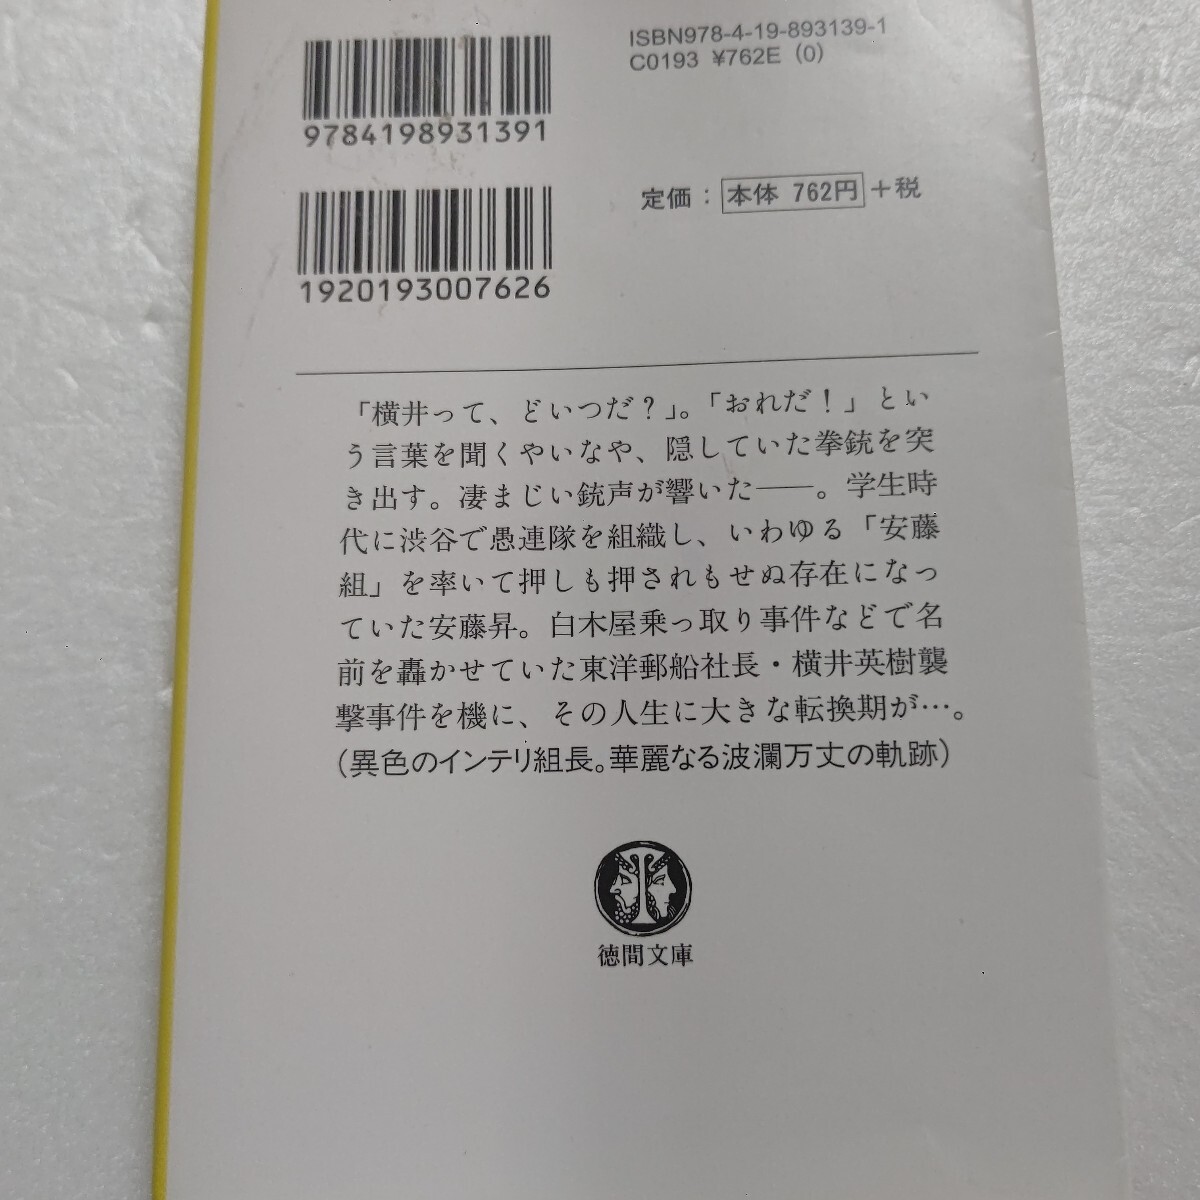 ISBN978-4-19-893139-1
C0193 ¥762E (0)
9784198931391
定価：本体 762円＋税
1920193007626
「横井って、どいつだ？」。「おれだ！」とい
う言葉を聞くやいなや、隠していた拳銃を突
き出す。凄まじい銃声が響いた――。学生時
代に渋谷で愚連隊を組織し、いわゆる「安藤
組」を率いて押しも押されもせぬ存在になっ
ていた安藤昇。白木屋乗っ取り事件などで名
前を轟かせていた東洋郵船社長・横井英樹襲
撃事件を機に、その人生に大きな転換期が…。
（異色のインテリ組長。華麗なる波瀾万丈の軌跡）
徳間文庫